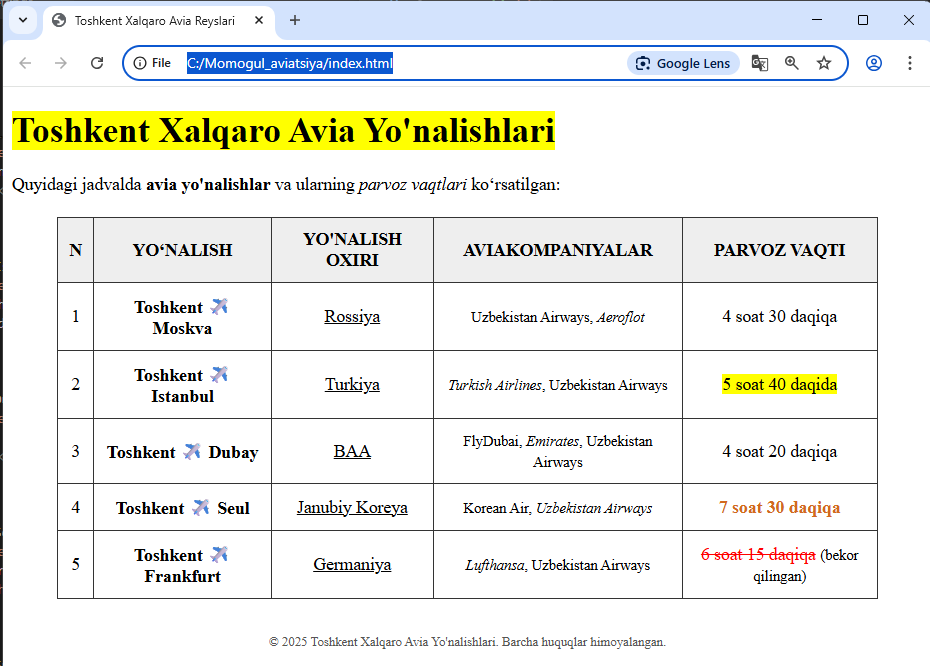 Toshkent Xalqaro Avia Reyslari
File C:/Momogul_aviatsiya/index.html Google Lens
Toshkent Xalqaro Avia Yo'nalishlari
Quyidagi jadvalda avia yo'nalishlar va ularning parvoz vaqtlari ko‘rsatilgan:
N YO‘NALISH YO'NALISH OXIRI AVIAKOMPANIYALAR PARVOZ VAQTI
1 Toshkent ✈️ Moskva Rossiya Uzbekistan Airways, Aeroflot 4 soat 30 daqiqa
2 Toshkent ✈️ Istanbul Turkiya Turkish Airlines, Uzbekistan Airways 5 soat 40 daqida
3 Toshkent ✈️ Dubay BAA FlyDubai, Emirates, Uzbekistan Airways 4 soat 20 daqiqa
4 Toshkent ✈️ Seul Janubiy Koreya Korean Air, Uzbekistan Airways 7 soat 30 daqiqa
5 Toshkent ✈️ Frankfurt Germaniya Lufthansa, Uzbekistan Airways 6 soat 15 daqiqa (bekor qilingan)
© 2025 Toshkent Xalqaro Avia Yo'nalishlari. Barcha huquqlar himoyalangan.